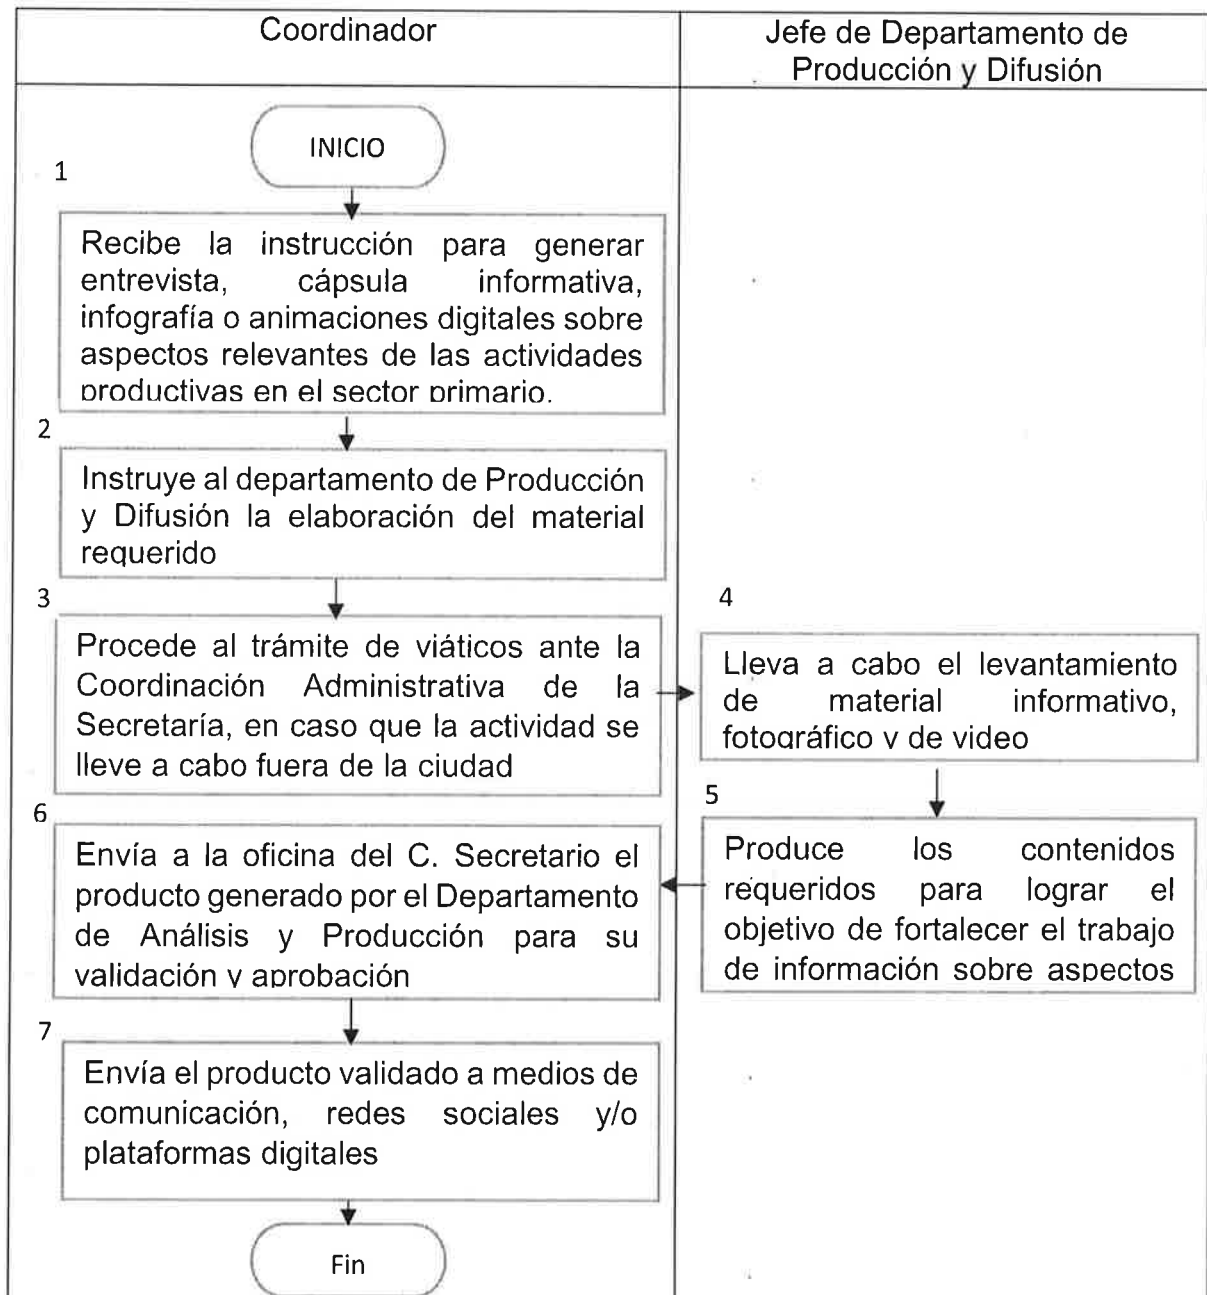 Coordinador
Jefe de Departamento de
Producción y Difusión
INICIO
1
Recibe la instrucción para generar
entrevista, cápsula informativa,
infografía o animaciones digitales sobre
aspectos relevantes de las actividades
productivas en el sector primario.
2
Instruye al departamento de Producción
y Difusión la elaboración del material
requerido
3
Procede al trámite de viáticos ante la
Coordinación Administrativa de la
Secretaría, en caso que la actividad se
lleve a cabo fuera de la ciudad
4
Lleva a cabo el levantamiento
de material informativo,
fotográfico y de video
5
Produce los contenidos
requeridos para lograr el
objetivo de fortalecer el trabajo
de información sobre aspectos
6
Envía a la oficina del C. Secretario el
producto generado por el Departamento
de Análisis y Producción para su
validación y aprobación
7
Envía el producto validado a medios de
comunicación, redes sociales y/o
plataformas digitales
Fin